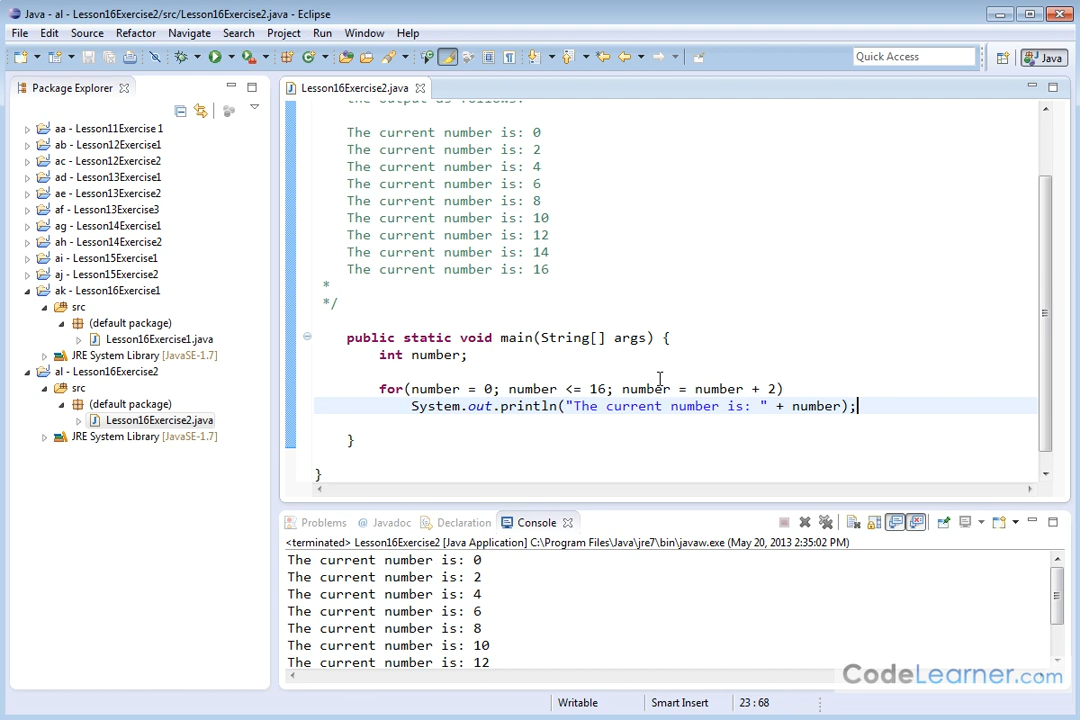 Java - al - Lesson16Exercise2/src/Lesson16Exercise2.java - Eclipse
File Edit Source Refactor Navigate Search Project Run Window Help
Quick Access
Java
Package Explorer
aa - Lesson11Exercise1
ab - Lesson12Exercise1
ac - Lesson12Exercise2
ad - Lesson13Exercise1
ae - Lesson13Exercise2
af - Lesson13Exercise3
ag - Lesson14Exercise1
ah - Lesson14Exercise2
ai - Lesson15Exercise1
aj - Lesson15Exercise2
ak - Lesson16Exercise1
src
(default package)
Lesson16Exercise1.java
JRE System Library [JavaSE-1.7]
al - Lesson16Exercise2
src
(default package)
Lesson16Exercise2.java
JRE System Library [JavaSE-1.7]
Lesson16Exercise2.java
the output as follows:
The current number is: 0
The current number is: 2
The current number is: 4
The current number is: 6
The current number is: 8
The current number is: 10
The current number is: 12
The current number is: 14
The current number is: 16
*
*/
public static void main(String[] args) {
int number;
for(number = 0; number <= 16; number = number + 2)
System.out.println("The current number is: " + number);
}
}
Problems @ Javadoc Declaration Console
<terminated> Lesson16Exercise2 [Java Application] C:\Program Files\Java\jre7\bin\javaw.exe (May 20, 2013 2:35:02 PM)
The current number is: 0
The current number is: 2
The current number is: 4
The current number is: 6
The current number is: 8
The current number is: 10
The current number is: 12
CodeLearner.com
Writable Smart Insert 23 : 68